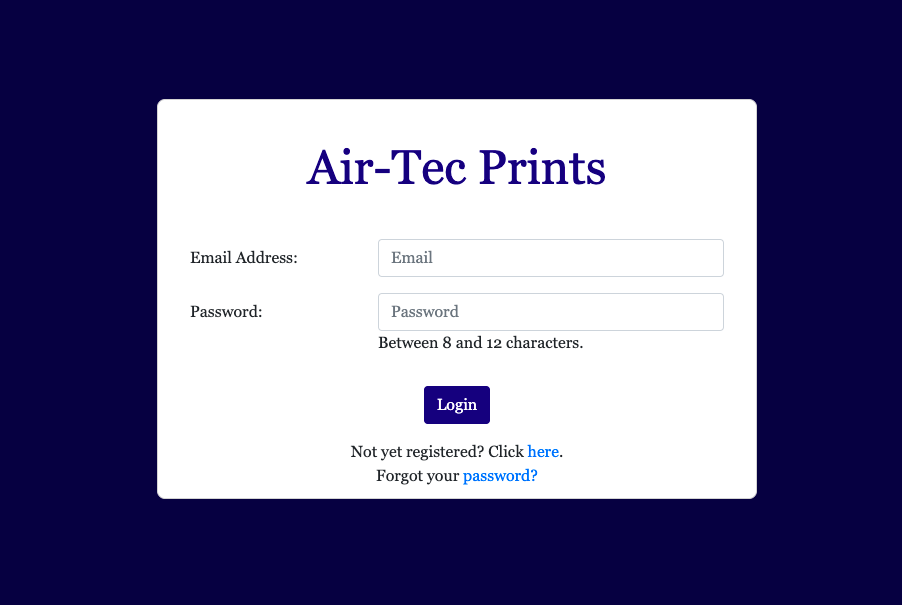 Air-Tec Prints
Email Address:
Email
Password:
Password
Between 8 and 12 characters.
Login
Not yet registered? Click here.
Forgot your password?